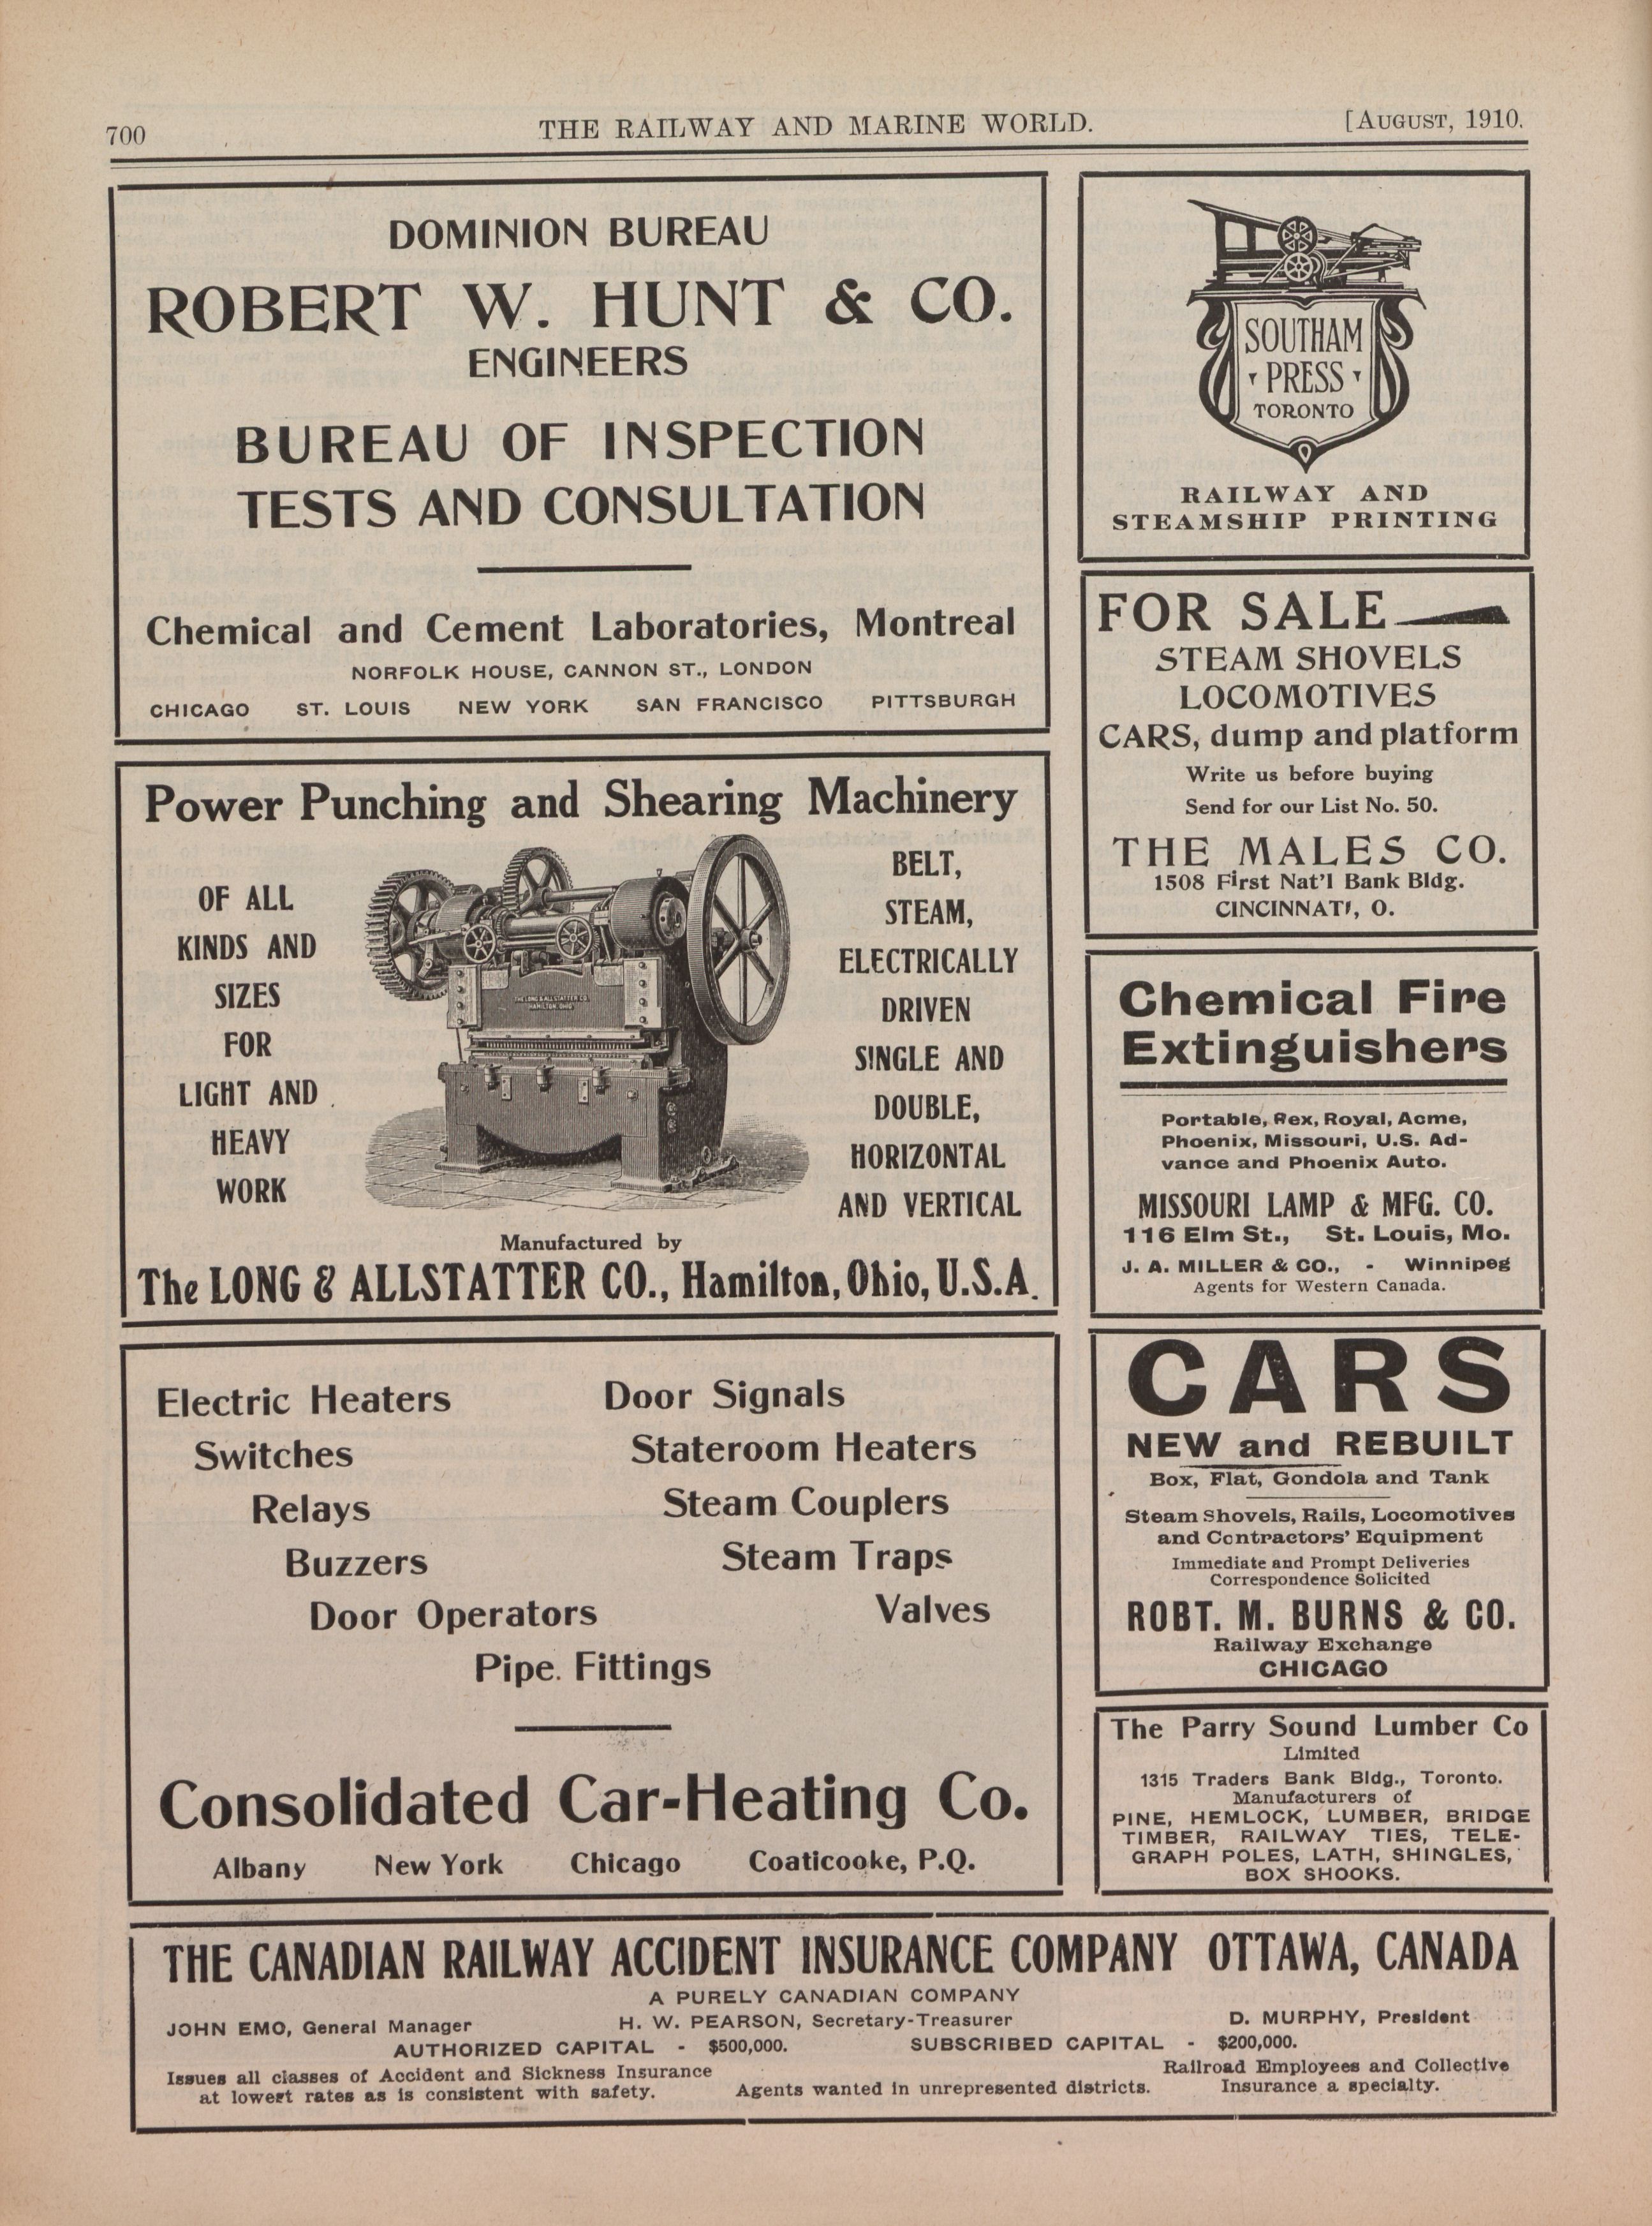 700
THE RAILWAY AND MARINE WORLD.
[AUGUST, 1910.
DOMINION BUREAU
ROBERT W. HUNT & CO.
ENGINEERS
BUREAU OF INSPECTION
TESTS AND CONSULTATION
Chemical and Cement Laboratories, Montreal
NORFOLK HOUSE, CANNON ST., LONDON
CHICAGO ST. LOUIS NEW YORK SAN FRANCISCO PITTSBURGH
Power Punching and Shearing Machinery
OF ALL
KINDS AND
SIZES
FOR
LIGHT AND
HEAVY
WORK
THE LONG & ALLSTATTER CO.
HAMILTON, OHIO
BELT,
STEAM,
ELECTRICALLY
DRIVEN
SINGLE AND
DOUBLE,
HORIZONTAL
AND VERTICAL
Manufactured by
The LONG & ALLSTATTER CO., Hamilton, Ohio, U.S.A.
Electric Heaters
Switches
Relays
Buzzers
Door Operators
Door Signals
Stateroom Heaters
Steam Couplers
Steam Traps
Valves
Pipe. Fittings
Consolidated Car-Heating Co.
Albany New York Chicago Coaticooke, P.Q.
SOUTHAM
PRESS
TORONTO
RAILWAY AND
STEAMSHIP PRINTING
FOR SALE
STEAM SHOVELS
LOCOMOTIVES
CARS, dump and platform
Write us before buying
Send for our List No. 50.
THE MALES CO.
1508 First Nat'l Bank Bldg.
CINCINNATI, O.
Chemical Fire
Extinguishers
Portable, Rex, Royal, Acme,
Phoenix, Missouri, U.S. Ad-
vance and Phoenix Auto.
MISSOURI LAMP & MFG. CO.
116 Elm St., St. Louis, Mo.
J. A. MILLER & CO., - Winnipeg
Agents for Western Canada.
CARS
NEW and REBUILT
Box, Flat, Gondola and Tank
Steam Shovels, Rails, Locomotives
and Contractors' Equipment
Immediate and Prompt Deliveries
Correspondence Solicited
ROBT. M. BURNS & CO.
Railway Exchange
CHICAGO
The Parry Sound Lumber Co
Limited
1315 Traders Bank Bldg., Toronto.
Manufacturers of
PINE, HEMLOCK, LUMBER, BRIDGE
TIMBER, RAILWAY TIES, TELE-
GRAPH POLES, LATH, SHINGLES,
BOX SHOOKS.
THE CANADIAN RAILWAY ACCIDENT INSURANCE COMPANY OTTAWA, CANADA
A PURELY CANADIAN COMPANY
JOHN EMO, General Manager H. W. PEARSON, Secretary-Treasurer D. MURPHY, President
AUTHORIZED CAPITAL - $500,000. SUBSCRIBED CAPITAL - $200,000.
Issues all classes of Accident and Sickness Insurance
at lowest rates as is consistent with safety.
Agents wanted in unrepresented districts.
Railroad Employees and Collective
Insurance a specialty.